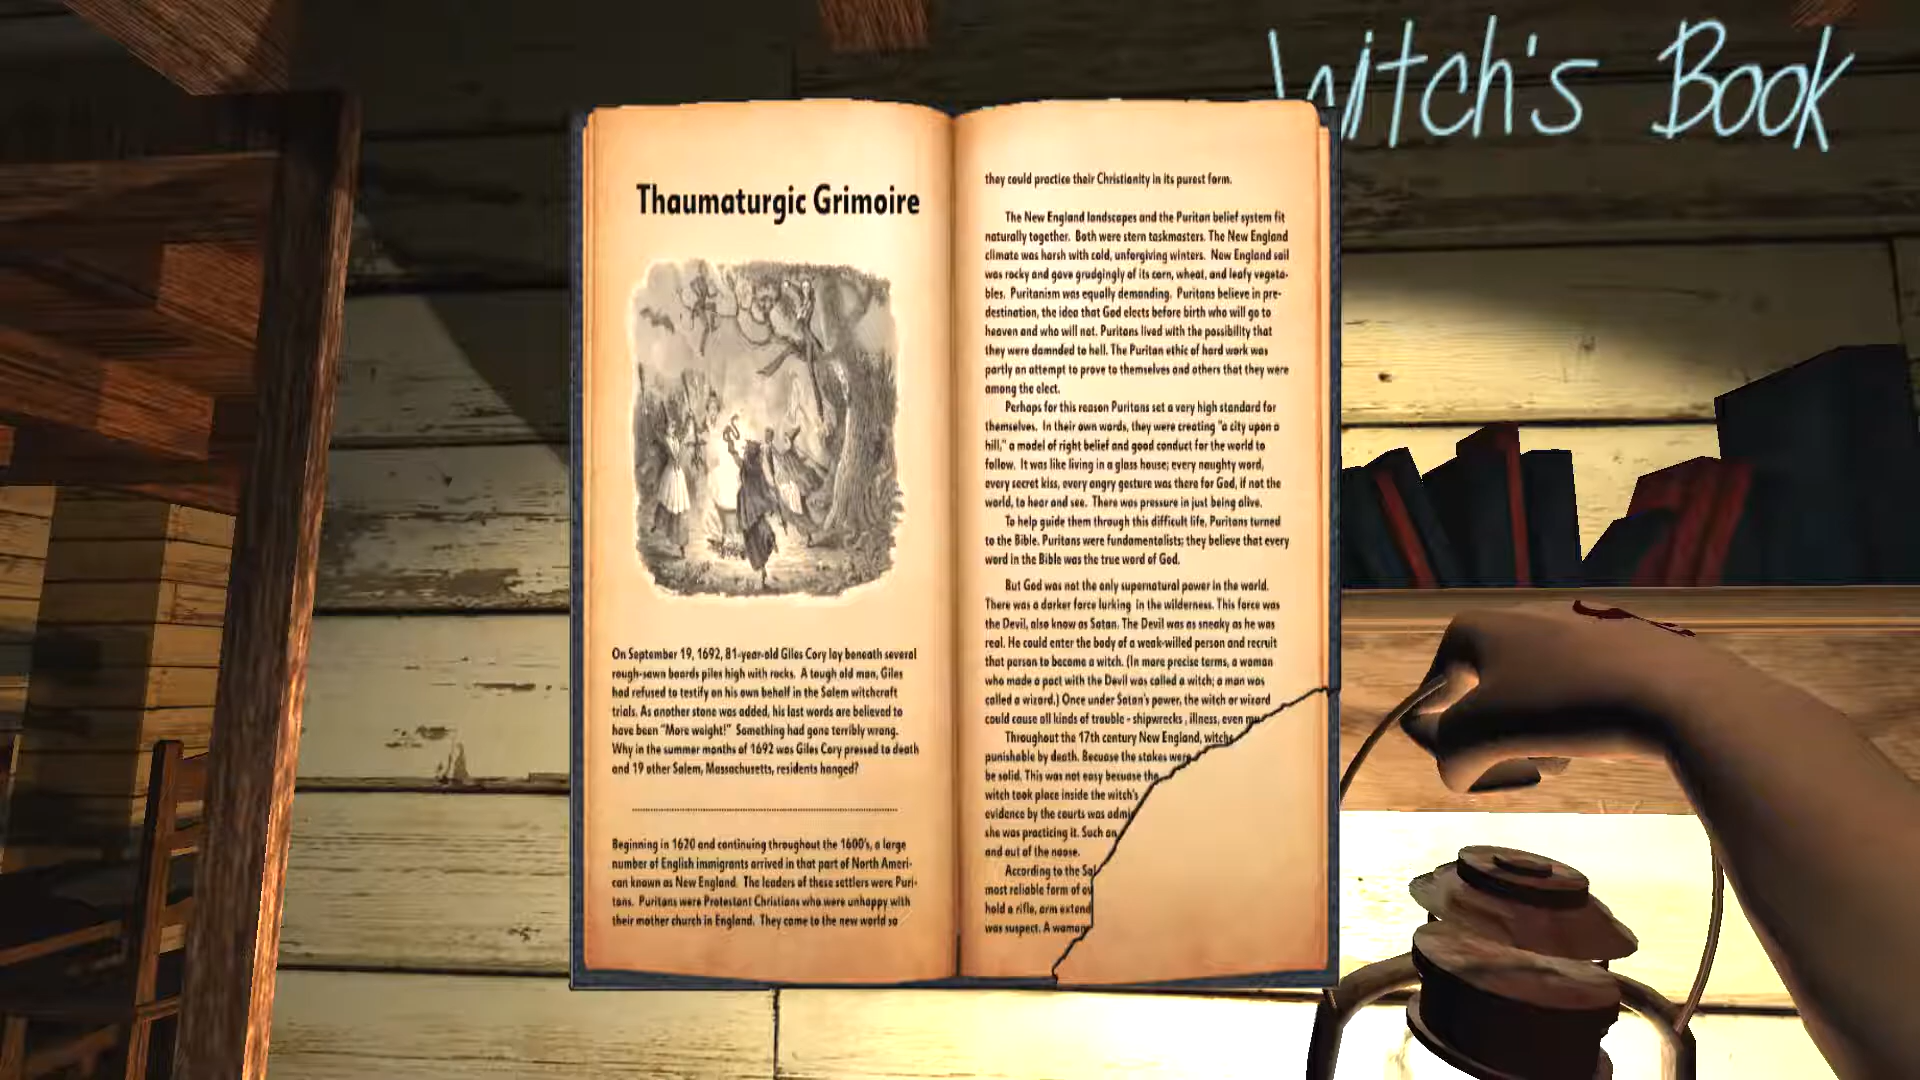 Witch's Book
Thaumaturgic Grimoire
On September 19, 1692, 81-year-old Giles Cory lay beneath several
rough-sawn boards piles high with rocks. A tough old man, Giles
had refused to testify on his own behalf in the Salem witchcraft
trials. As another stone was added, his last words are believed to
have been "More weight!" Something had gone terribly wrong.
Why in the summer months of 1692 was Giles Cory pressed to death
and 19 other Salem, Massachusetts, residents hanged?
Beginning in 1620 and continuing throughout the 1600's, a large
number of English immigrants arrived in that part of North Ameri-
can known as New England. The leaders of these settlers were Puri-
tans. Puritans were Protestant Christians who were unhappy with
their mother church in England. They came to the new world so
they could practice their Christianity in its purest form.
The New England landscapes and the Puritan belief system fit
naturally together. Both were stern taskmasters. The New England
climate was harsh with cold, unforgiving winters. New England soil
was rocky and gave grudgingly of its corn, wheat, and leafy vegeta-
bles. Puritanism was equally demanding. Puritans believe in pre-
destination, the idea that God elects before birth who will go to
heaven and who will not. Puritans lived with the possibility that
they were damnded to hell. The Puritan ethic of hard work was
partly an attempt to prove to themselves and others that they were
among the elect.
Perhaps for this reason Puritans set a very high standard for
themselves. In their own words, they were creating "a city upon a
hill," a model of right belief and good conduct for the world to
follow. It was like living in a glass house; every naughty word,
every secret kiss, every angry gesture was there for God, if not the
world, to hear and see. There was pressure in just being alive.
To help guide them through this difficult life, Puritans turned
to the Bible. Puritans were fundamentalists; they believe that every
word in the Bible was the true word of God.
But God was not the only supernatural power in the world.
There was a darker force lurking in the wilderness. This force was
the Devil, also know as Satan. The Devil was as sneaky as he was
real. He could enter the body of a weak-willed person and recruit
that person to become a witch. (In more precise terms, a woman
who made a pact with the Devil was called a witch; a man was
called a wizard.) Once under Satan's power, the witch or wizard
could cause all kinds of trouble - shipwrecks , illness, even
Throughout the 17th century New England, witch
punishable by death. Becuase the stakes were
be solid. This was not easy becuase the
witch took place inside the witch's
evidence by the courts was
she was practicing it. Such
and out of the noose.
According to the
most reliable form of
hold a rifle, arm extend
was suspect. A woman